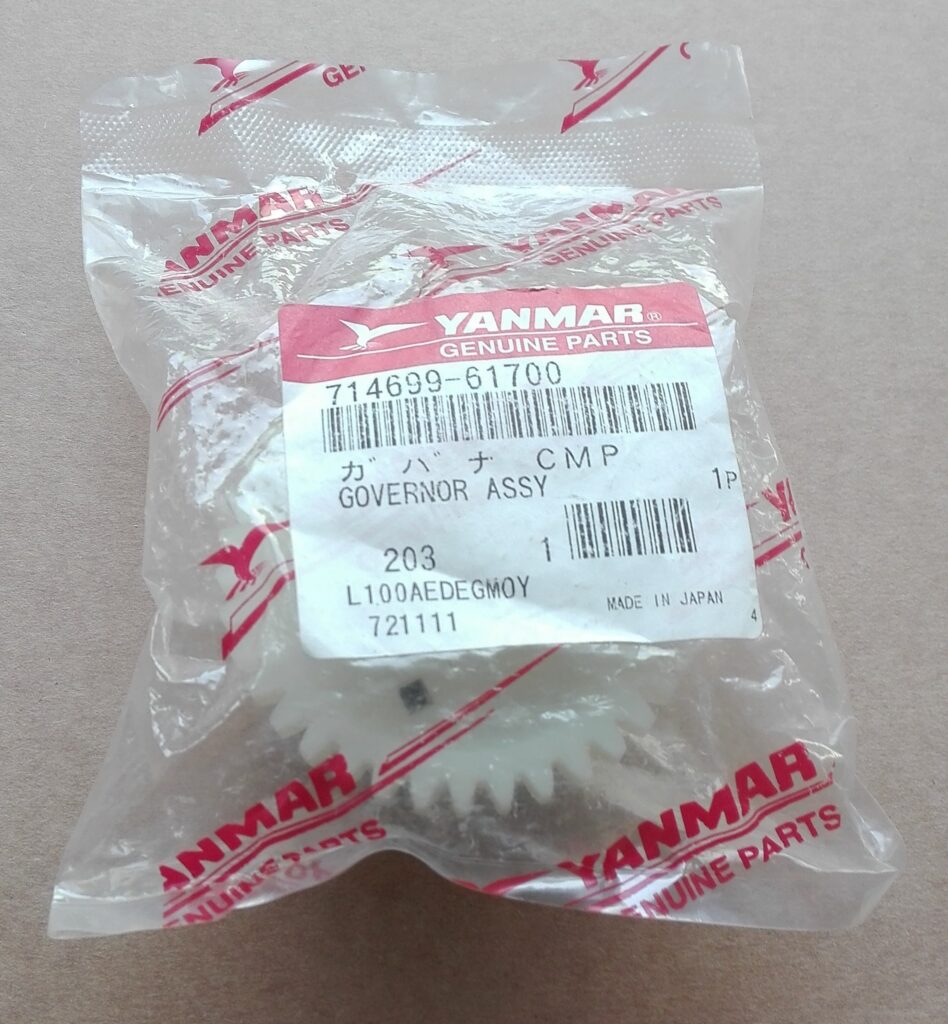 GE
YANMAR
GENUINE PARTS
YANMAR
GENUINE PARTS
YANMAR®
GENUINE PARTS
714699-61700
ガバナ CMP
GOVERNOR ASSY
1P
203
1
L100AEDEGMOY
MADE IN JAPAN
721111
4
YANMAR
GENUINE PARTS
YANMAR
GENUINE PARTS